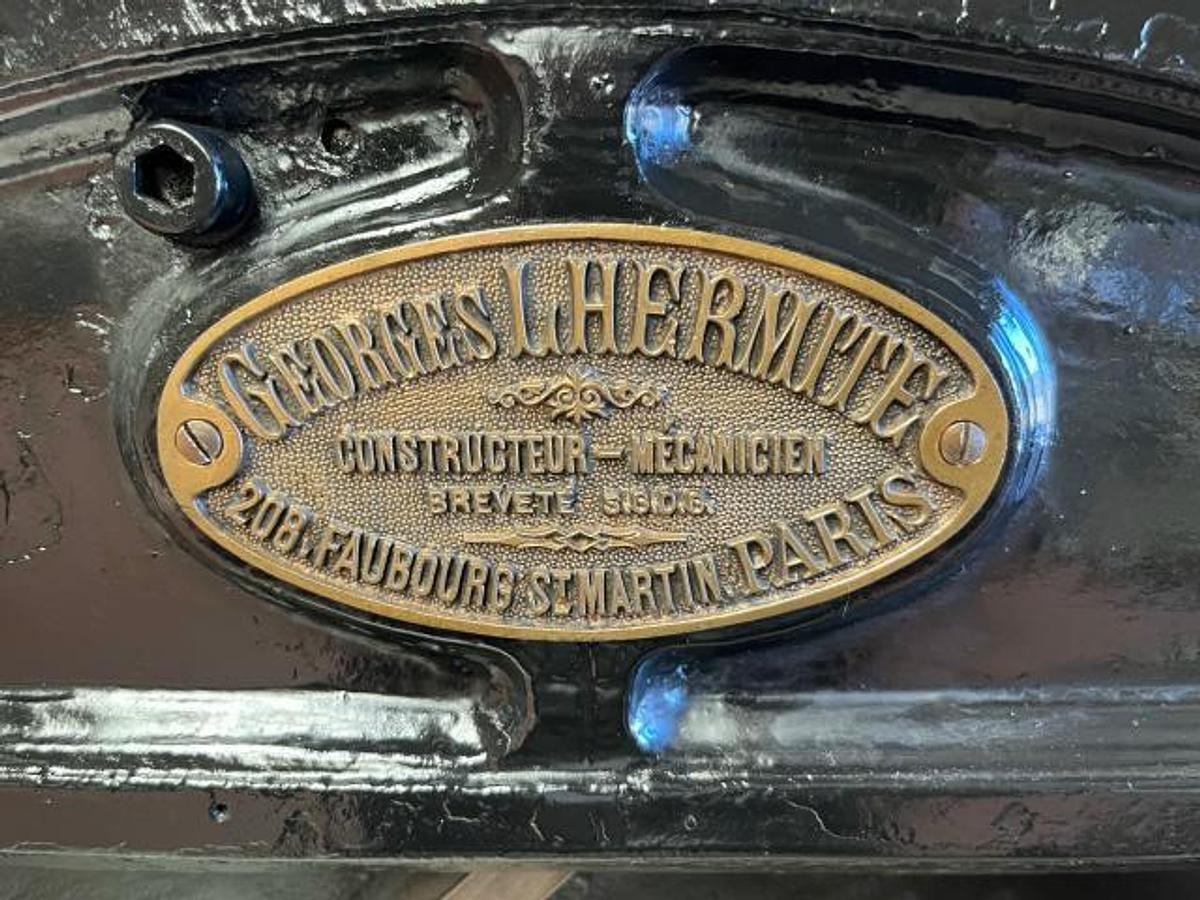 GEORGES LHERMITE
CONSTRUCTEUR-MÉCANICIEN
BREVETÉ S.G.D.G.
208, FAUBOURG ST MARTIN. PARIS